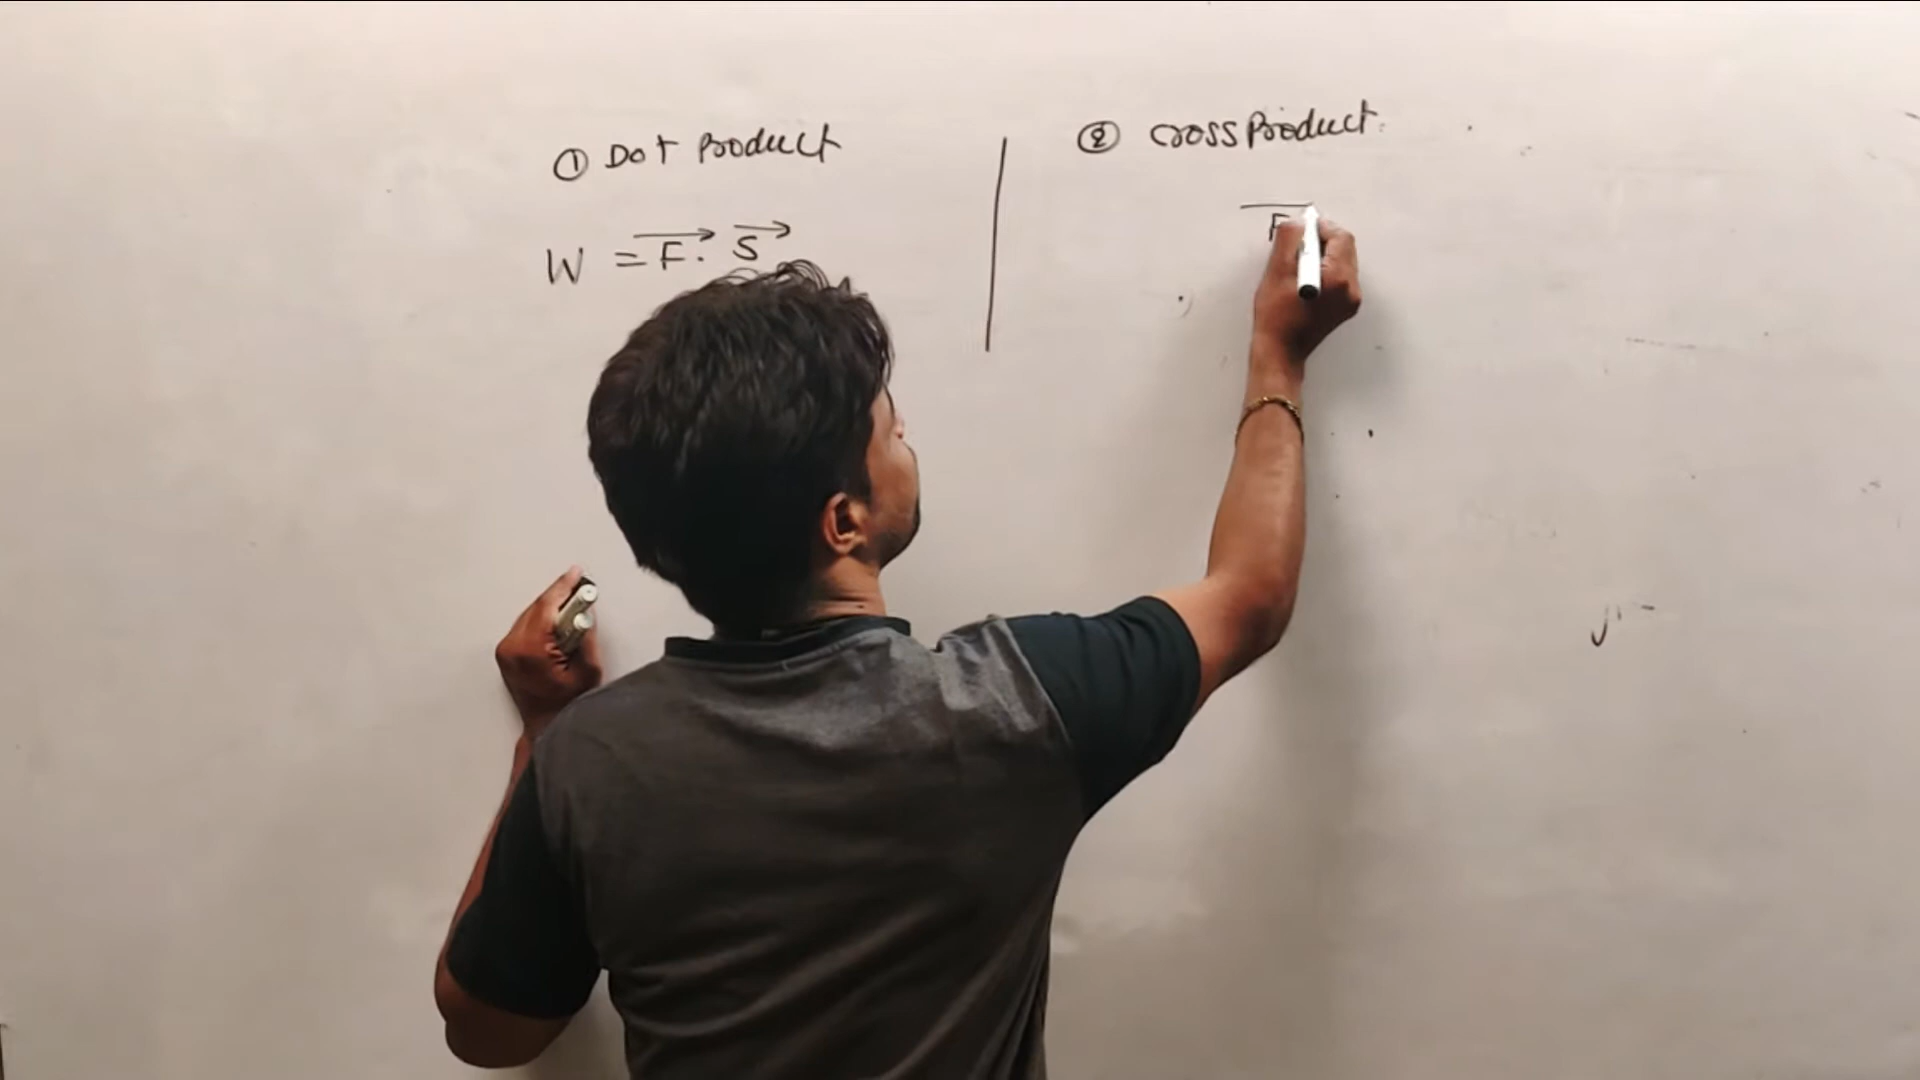 ① Dot Product
W = F⃗ . S⃗
② Cross Product
F